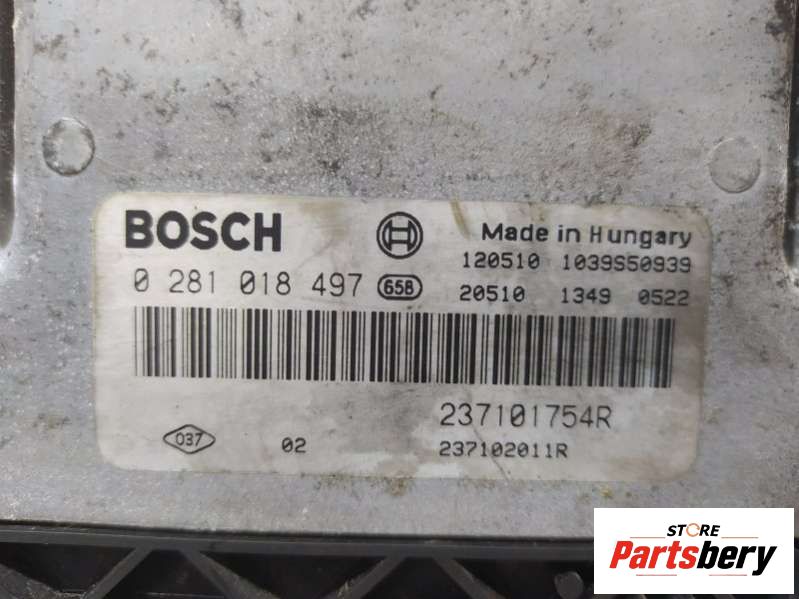 BOSCH
Made in Hungary
120510 1039S50939
0 281 018 497 658
20510 1349 0522
237101754R
037 02 237102011R
STORE
Partsbery